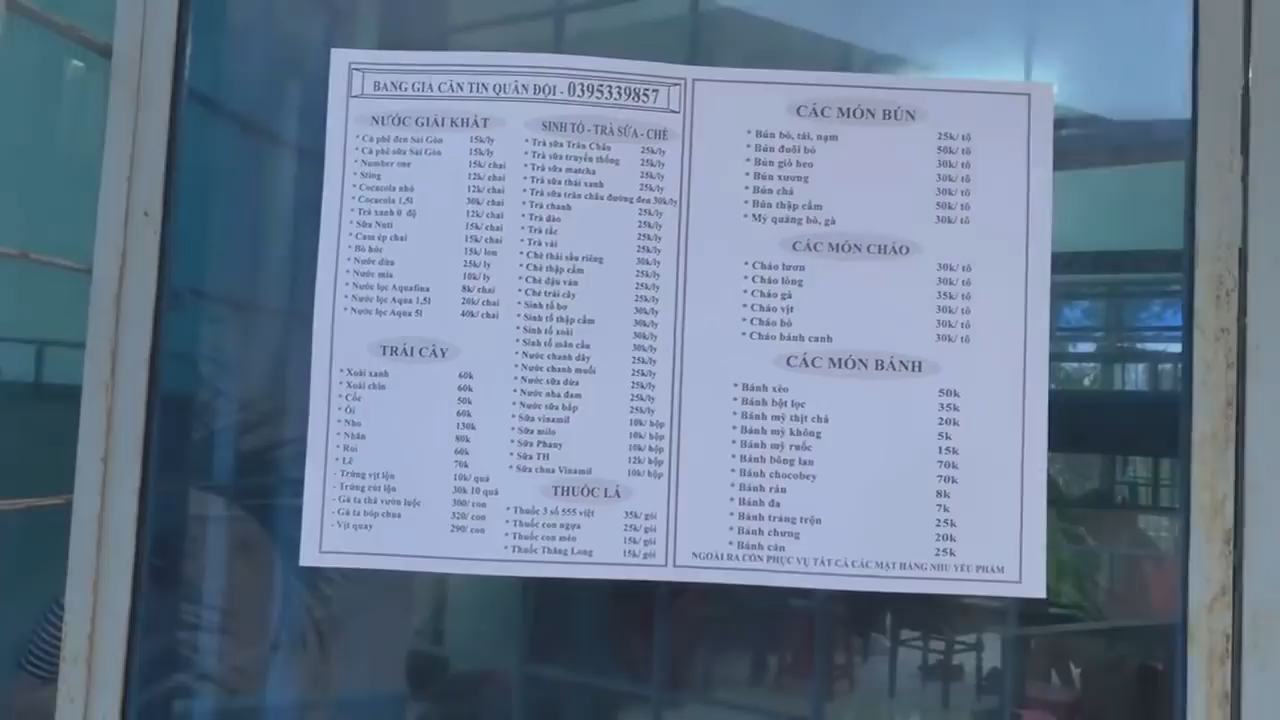 BẢNG GIÁ CĂN TIN QUÂN ĐỘI - 0395339857
NƯỚC GIẢI KHÁT
* Cà phê đen Sài Gòn 15k/ly
* Cà phê sữa Sài Gòn 15k/ly
* Number one 15k/ chai
* Sting 12k/ chai
* Cocacola nhỏ 12k/ chai
* Cocacola 1,5l 30k/ chai
* Trà xanh 0 độ 12k/ chai
* Sữa Nuti 15k/ chai
* Cam ép chai 15k/ chai
* Bò húc 15k/ lon
* Nước dừa 25k/ ly
* Nước mía 10k/ ly
* Nước lọc Aquafina 8k/ chai
* Nước lọc Aqua 1,5l 20k/ chai
* Nước lọc Aqua 5l 40k/ chai
TRÁI CÂY
* Xoài xanh 60k
* Xoài chín 60k
* Cốc 50k
* Ổi 60k
* Nho 130k
* Nhãn 80k
* Roi 60k
* Lê 70k
- Trứng vịt lộn 10k/ quả
- Trứng cút lộn 30k 10 quả
- Gà ta thả vườn luộc 300/ con
- Gà ta bóp chua 320/ con
- Vịt quay 290/ con
SINH TỐ - TRÀ SỮA - CHÈ
* Trà sữa Trân Châu 25k/ly
* Trà sữa truyền thống 25k/ly
* Trà sữa matcha 25k/ly
* Trà sữa thái xanh 25k/ly
* Trà sữa trân châu đường đen 30k/ly
* Trà chanh 25k/ly
* Trà đào 25k/ly
* Trà tắc 25k/ly
* Trà vải 25k/ly
* Chè thái sầu riêng 30k/ly
* Chè thập cẩm 25k/ly
* Chè đậu ván 25k/ly
* Chè trái cây 25k/ly
* Sinh tố bơ 30k/ly
* Sinh tố thập cẩm 30k/ly
* Sinh tố xoài 30k/ly
* Sinh tố mãn cầu 30k/ly
* Nước chanh dây 25k/ly
* Nước chanh muối 25k/ly
* Nước sữa dừa 25k/ly
* Nước nha đam 25k/ly
* Nước sữa bắp 25k/ly
* Sữa vinamil 10k/ hộp
* Sữa milo 10k/ hộp
* Sữa Phany 10k/ hộp
* Sữa TH 12k/ hộp
* Sữa chua Vinamil 10k/ hộp
THUỐC LÁ
* Thuốc 3 số 555 việt 35k/ gói
* Thuốc con ngựa 25k/ gói
* Thuốc con mèo 15k/ gói
* Thuốc Thăng Long 15k/ gói
CÁC MÓN BÚN
* Bún bò, tái, nạm 25k/ tô
* Bún đuôi bò 50k/ tô
* Bún giò heo 30k/ tô
* Bún xương 30k/ tô
* Bún chả 30k/ tô
* Bún thập cẩm 50k/ tô
* Mỳ quảng bò, gà 30k/ tô
CÁC MÓN CHÁO
* Cháo lươn 30k/ tô
* Cháo lòng 30k/ tô
* Cháo gà 35k/ tô
* Cháo vịt 30k/ tô
* Cháo bò 30k/ tô
* Cháo bánh canh 30k/ tô
CÁC MÓN BÁNH
* Bánh xèo 50k
* Bánh bột lọc 35k
* Bánh mỳ thịt chả 20k
* Bánh mỳ không 5k
* Bánh mỳ ruốc 15k
* Bánh bông lan 70k
* Bánh chocobey 70k
* Bánh rán 8k
* Bánh đa 7k
* Bánh tráng trộn 25k
* Bánh chưng 20k
* Bánh căn 25k
NGOÀI RA CÒN PHỤC VỤ TẤT CẢ CÁC MẶT HÀNG NHU YẾU PHẨM